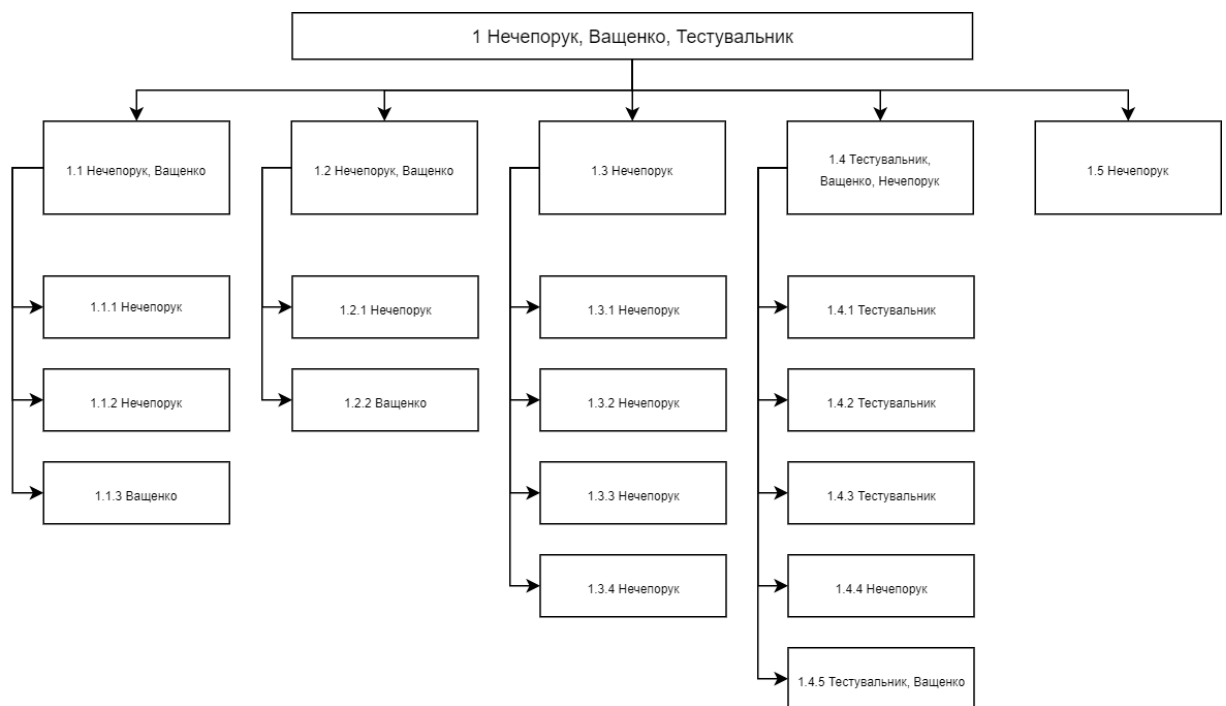 1 Нечепорук, Ващенко, Тестувальник
1.1 Нечепорук, Ващенко
1.2 Нечепорук, Ващенко
1.3 Нечепорук
1.4 Тестувальник,
Ващенко, Нечепорук
1.5 Нечепорук
1.1.1 Нечепорук
1.2.1 Нечепорук
1.3.1 Нечепорук
1.4.1 Тестувальник
1.1.2 Нечепорук
1.2.2 Ващенко
1.3.2 Нечепорук
1.4.2 Тестувальник
1.1.3 Ващенко
1.3.3 Нечепорук
1.4.3 Тестувальник
1.3.4 Нечепорук
1.4.4 Нечепорук
1.4.5 Тестувальник, Ващенко